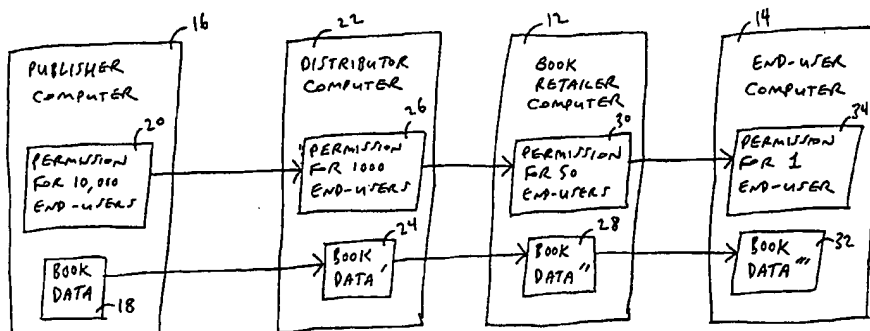 16
PUBLISHER
COMPUTER
20
PERMISSION
FOR 10,000
END-USERS
BOOK
DATA
18
22
DISTRIBUTOR
COMPUTER
26
PERMISSION
FOR 1000
END-USERS
24
BOOK
DATA'
12
BOOK
RETAILER
COMPUTER
30
PERMISSION
FOR 50
END-USERS
28
BOOK
DATA''
14
END-USER
COMPUTER
34
PERMISSION
FOR 1
END-USER
BOOK
DATA'''
32